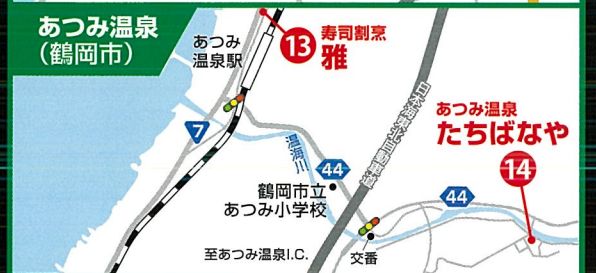 あつみ温泉
（鶴岡市）
あつみ
温泉駅
13
寿司割烹
雅
7
温海川
44
日本海東北自動車道
あつみ温泉
たちばなや
14
鶴岡市立
あつみ小学校
44
至あつみ温泉I.C.
交番